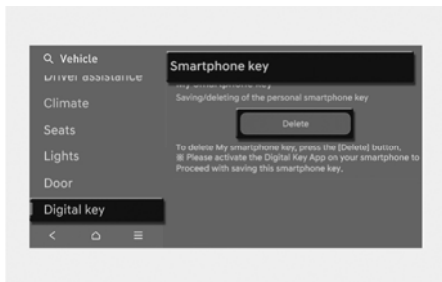 Vehicle
Driver assistance
Climate
Seats
Lights
Door
Digital key
Smartphone key
My Smartphone key
Saving/deleting of the personal smartphone key
Delete
To delete My smartphone key, press the [Delete] button,
※ Please activate the Digital Key App on your smartphone to
Proceed with saving this smartphone key.